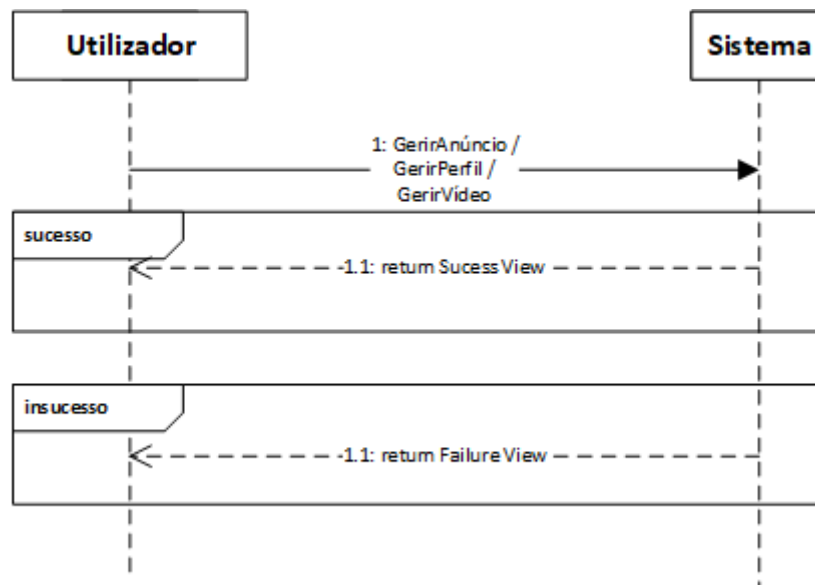 Utilizador
Sistema
1: GerirAnúncio /
GerirPerfil /
GerirVídeo
sucesso
-1.1: return Sucess View
insucesso
-1.1: return Failure View